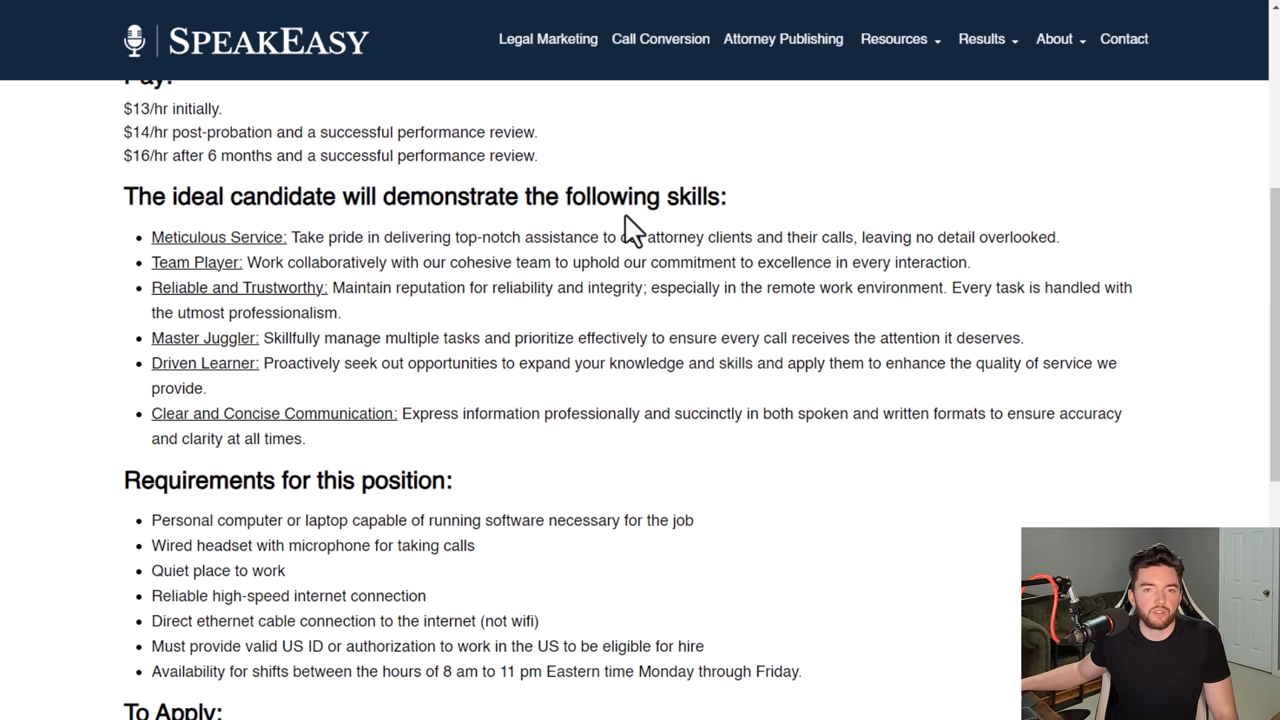 SPEAKEASY
Legal Marketing Call Conversion Attorney Publishing Resources Results About Contact
Pay:
$13/hr initially.
$14/hr post-probation and a successful performance review.
$16/hr after 6 months and a successful performance review.
The ideal candidate will demonstrate the following skills:
Meticulous Service: Take pride in delivering top-notch assistance to attorney clients and their calls, leaving no detail overlooked.
Team Player: Work collaboratively with our cohesive team to uphold our commitment to excellence in every interaction.
Reliable and Trustworthy: Maintain reputation for reliability and integrity; especially in the remote work environment. Every task is handled with
the utmost professionalism.
Master Juggler: Skillfully manage multiple tasks and prioritize effectively to ensure every call receives the attention it deserves.
Driven Learner: Proactively seek out opportunities to expand your knowledge and skills and apply them to enhance the quality of service we
provide.
Clear and Concise Communication: Express information professionally and succinctly in both spoken and written formats to ensure accuracy
and clarity at all times.
Requirements for this position:
Personal computer or laptop capable of running software necessary for the job
Wired headset with microphone for taking calls
Quiet place to work
Reliable high-speed internet connection
Direct ethernet cable connection to the internet (not wifi)
Must provide valid US ID or authorization to work in the US to be eligible for hire
Availability for shifts between the hours of 8 am to 11 pm Eastern time Monday through Friday.
To Apply: